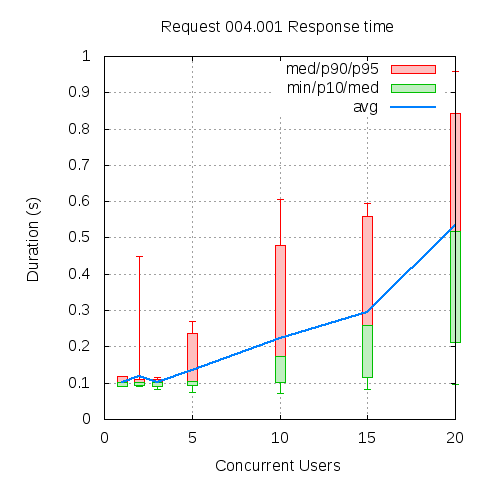 Request 004.001 Response time
med/p90/p95
min/p10/med
avg
Duration (s)
1
0.9
0.8
0.7
0.6
0.5
0.4
0.3
0.2
0.1
0
0 5 10 15 20
Concurrent Users